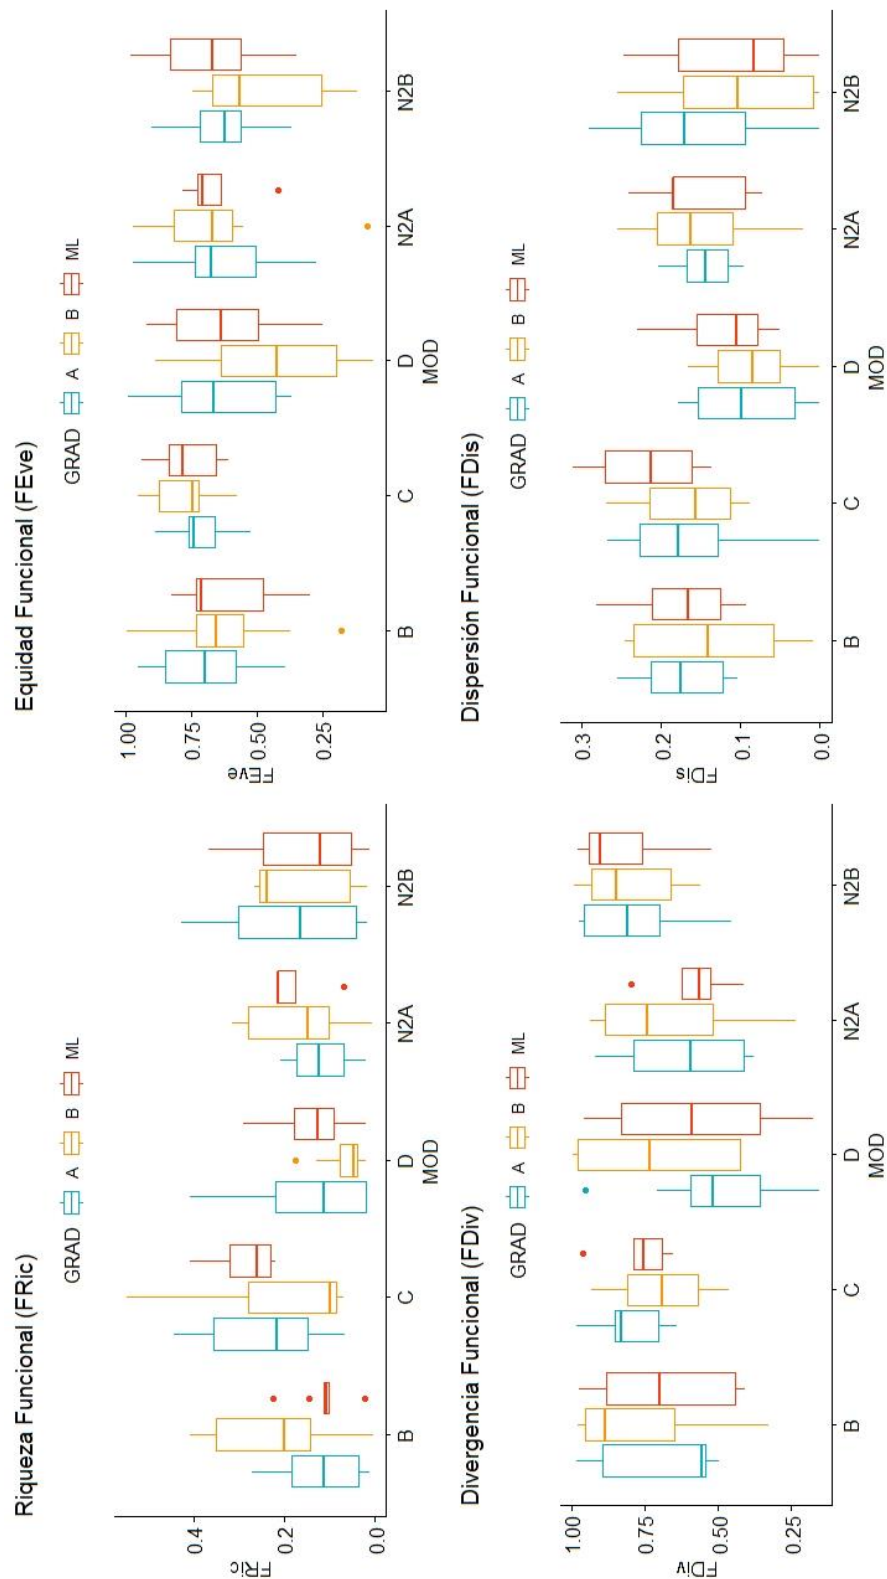 Riqueza Funcional (FRic)
GRAD A B ML
FRic
0.4
0.2
0.0
B C D N2A N2B
MOD
Equidad Funcional (FEve)
GRAD A B ML
FEve
1.00
0.75
0.50
0.25
B C D N2A N2B
MOD
Divergencia Funcional (FDiv)
GRAD A B ML
FDiv
1.00
0.75
0.50
0.25
B C D N2A N2B
MOD
Dispersión Funcional (FDis)
GRAD A B ML
FDis
0.3
0.2
0.1
0.0
B C D N2A N2B
MOD